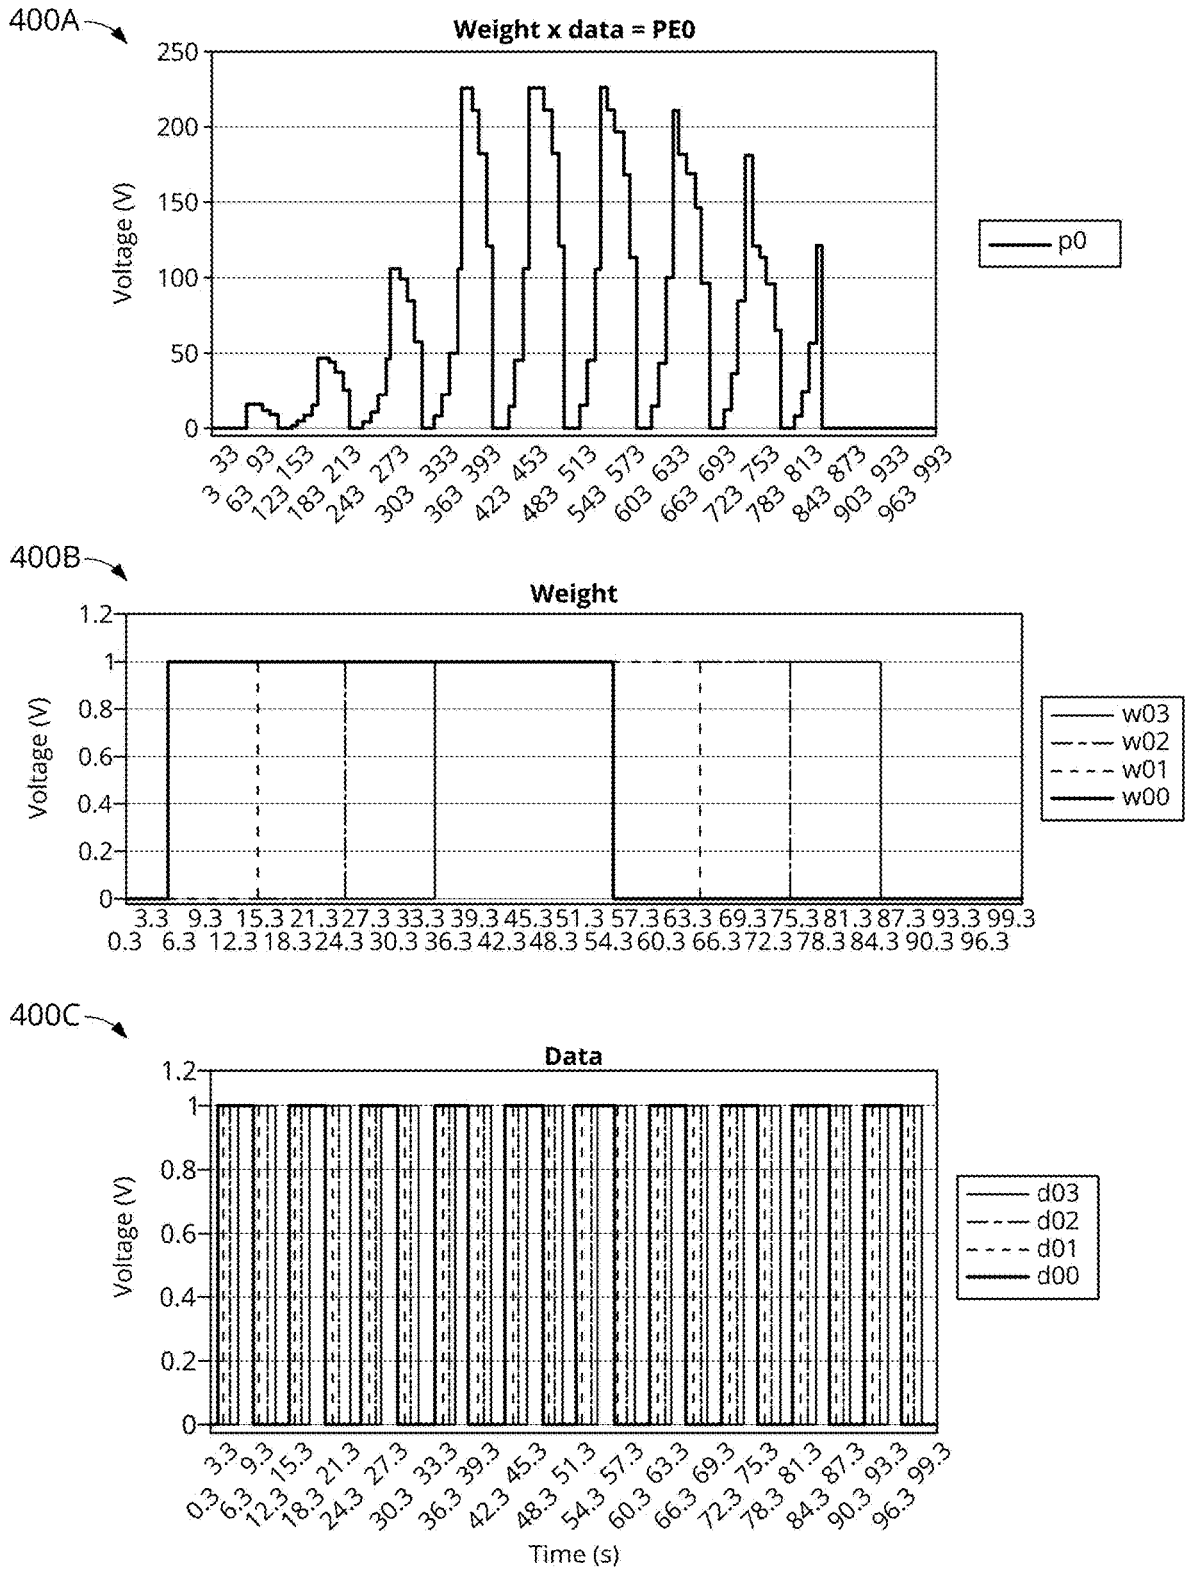 400A
Weight x data = PE0
250
200
150
100
50
0
Voltage (V)
p0
33 93 153 213 273 333 393 453 513 573 633 693 753 813 873 933 993
3 63 123 183 243 303 363 423 483 543 603 663 723 783 843 903 963
400B
Weight
1.2
1
0.8
0.6
0.4
0.2
0
Voltage (V)
w03
w02
w01
w00
3.3 9.3 15.3 21.3 27.3 33.3 39.3 45.3 51.3 57.3 63.3 69.3 75.3 81.3 87.3 93.3 99.3
0.3 6.3 12.3 18.3 24.3 30.3 36.3 42.3 48.3 54.3 60.3 66.3 72.3 78.3 84.3 90.3 96.3
400C
Data
1.2
1
0.8
0.6
0.4
0.2
0
Voltage (V)
d03
d02
d01
d00
3.3 9.3 15.3 21.3 27.3 33.3 39.3 45.3 51.3 57.3 63.3 69.3 75.3 81.3 87.3 93.3 99.3
0.3 6.3 12.3 18.3 24.3 30.3 36.3 42.3 48.3 54.3 60.3 66.3 72.3 78.3 84.3 90.3 96.3
Time (s)